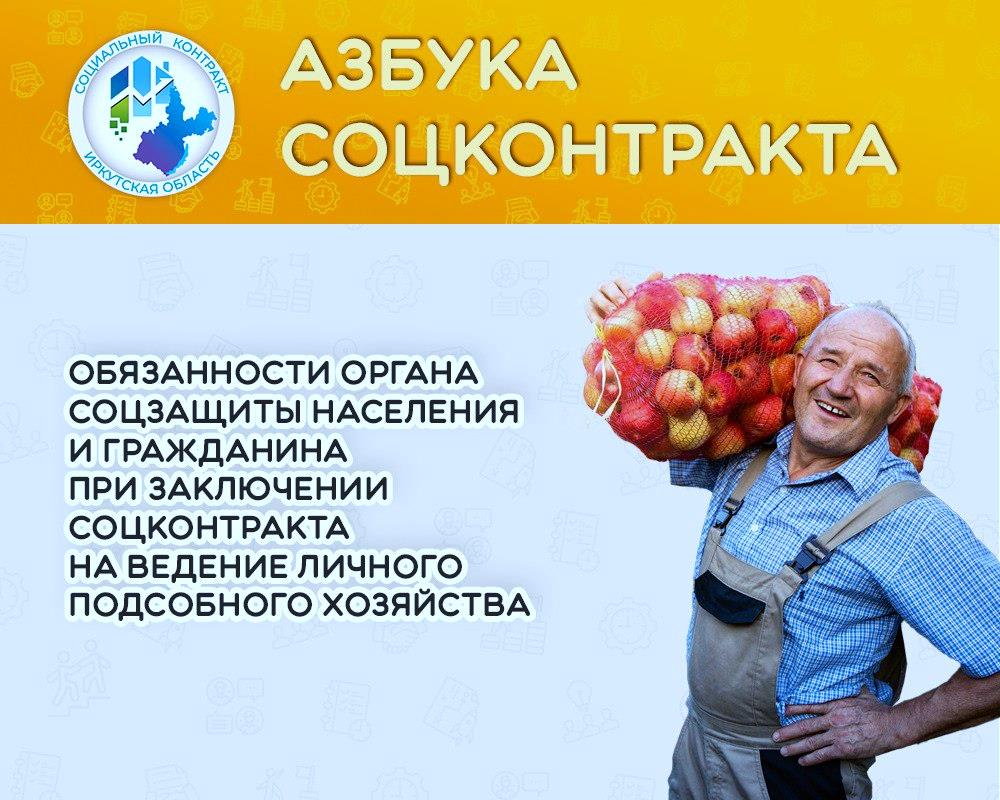 СОЦИАЛЬНЫЙ КОНТРАКТ
ИРКУТСКАЯ ОБЛАСТЬ
АЗБУКА
СОЦКОНТРАКТА
ОБЯЗАННОСТИ ОРГАНА
СОЦЗАЩИТЫ НАСЕЛЕНИЯ
И ГРАЖДАНИНА
ПРИ ЗАКЛЮЧЕНИИ
СОЦКОНТРАКТА
НА ВЕДЕНИЕ ЛИЧНОГО
ПОДСОБНОГО ХОЗЯЙСТВА